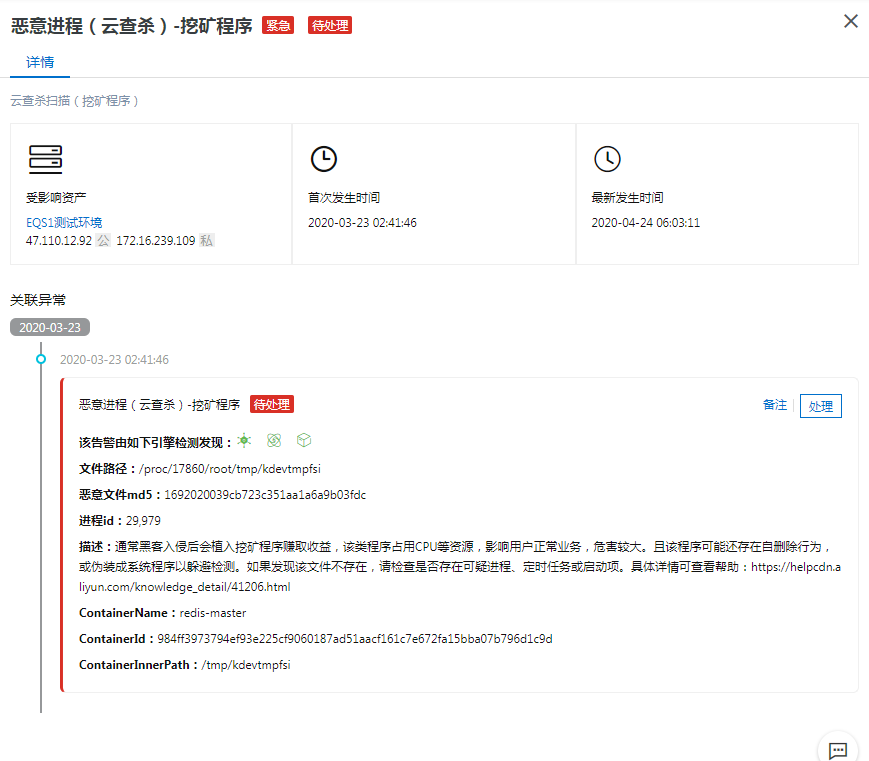 恶意进程（云查杀）-挖矿程序 紧急 待处理
详情
云查杀扫描（挖矿程序）
受影响资产
EQS1测试环境
47.110.12.92 公 172.16.239.109 私
首次发生时间
2020-03-23 02:41:46
最新发生时间
2020-04-24 06:03:11
关联异常
2020-03-23
2020-03-23 02:41:46
恶意进程（云查杀）-挖矿程序 待处理 备注 处理
该告警由如下引擎检测发现：
文件路径：/proc/17860/root/tmp/kdevtmpfsi
恶意文件md5：1692020039cb723c351aa1a6a9b03fdc
进程id：29,979
描述：通常黑客入侵后会植入挖矿程序赚取收益，该类程序占用CPU等资源，影响用户正常业务，危害较大。且该程序可能还存在自删除行为，
或伪装成系统程序以躲避检测。如果发现该文件不存在，请检查是否存在可疑进程、定时任务或启动项。具体详情可查看帮助：https://helpcdn.a
liyun.com/knowledge_detail/41206.html
ContainerName：redis-master
ContainerId：984ff3973794ef93e225cf9060187ad51aacf161c7e672fa15bba07b796d1c9d
ContainerInnerPath：/tmp/kdevtmpfsi